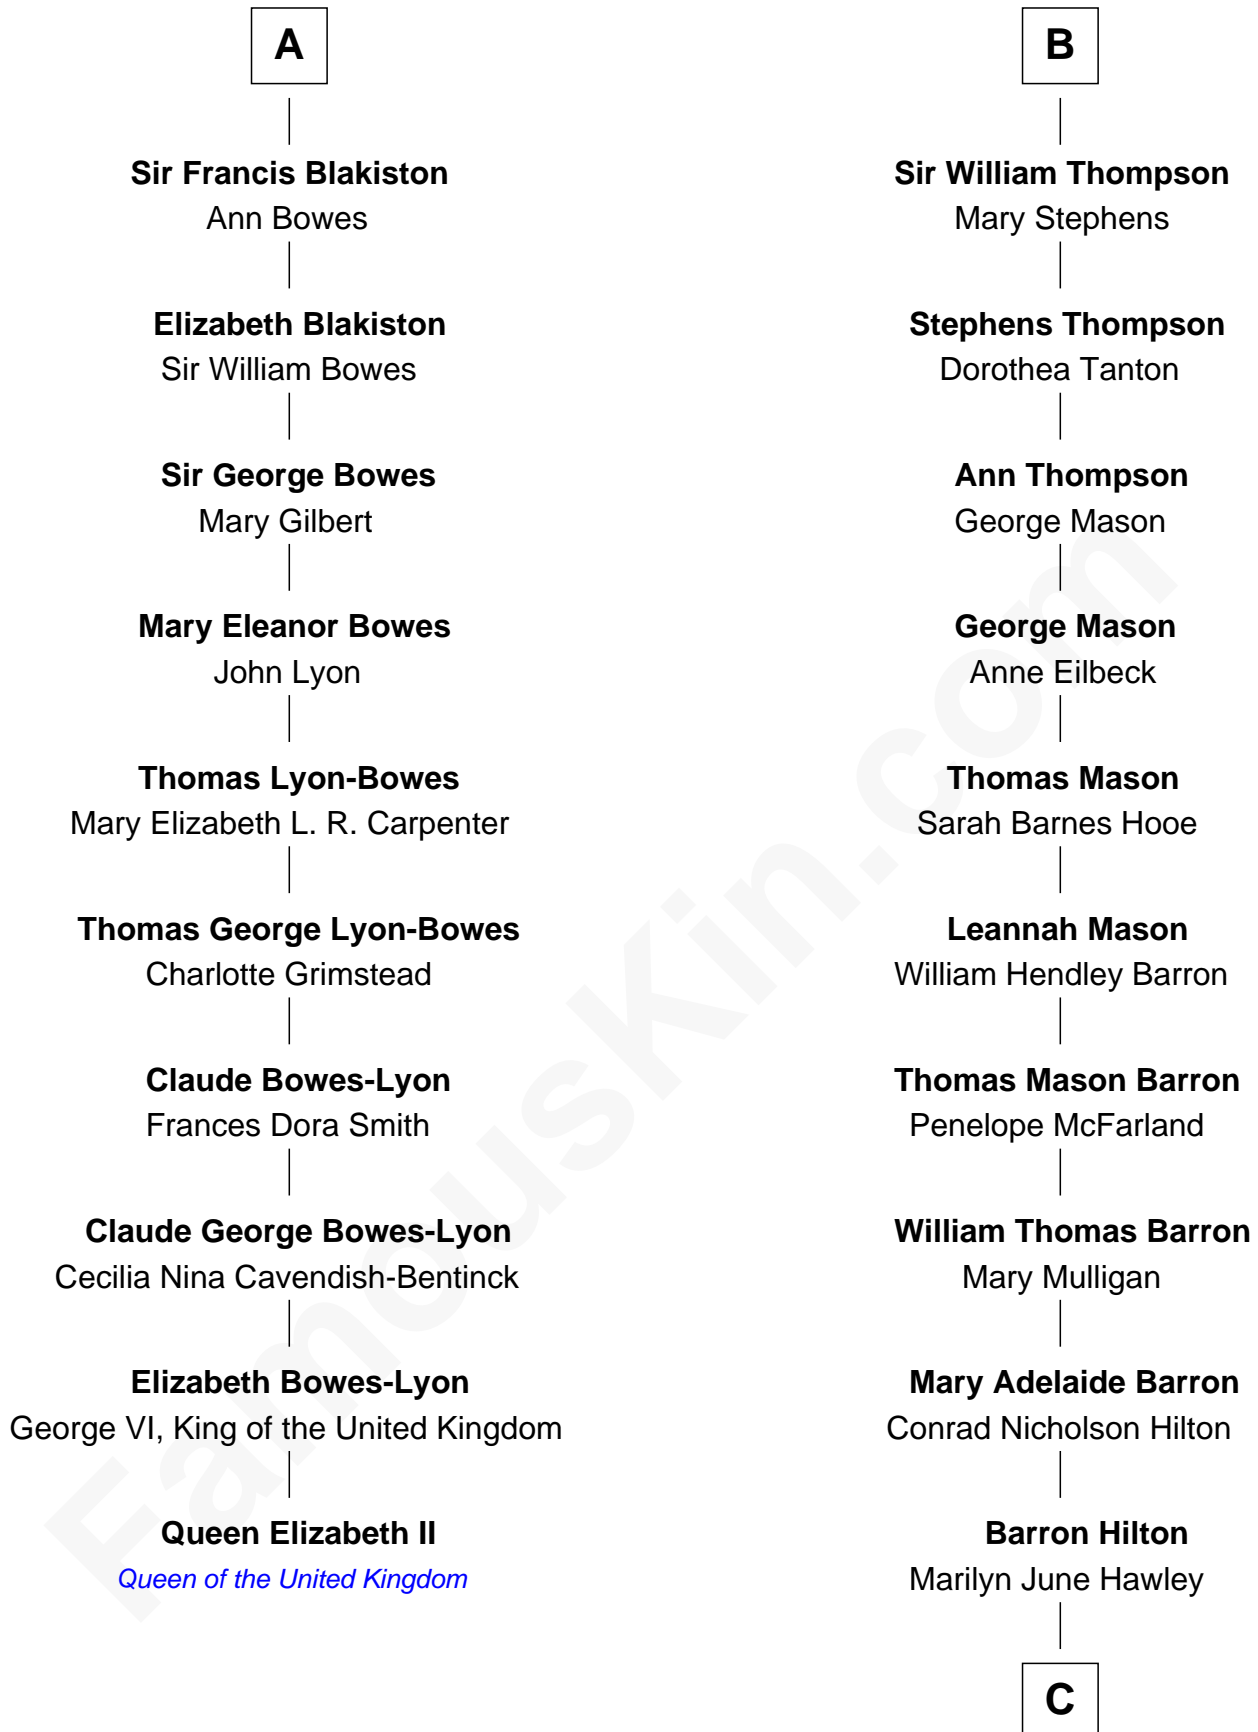 A
Sir Francis Blakiston
Ann Bowes
Elizabeth Blakiston
Sir William Bowes
Sir George Bowes
Mary Gilbert
Mary Eleanor Bowes
John Lyon
Thomas Lyon-Bowes
Mary Elizabeth L. R. Carpenter
Thomas George Lyon-Bowes
Charlotte Grimstead
Claude Bowes-Lyon
Frances Dora Smith
Claude George Bowes-Lyon
Cecilia Nina Cavendish-Bentinck
Elizabeth Bowes-Lyon
George VI, King of the United Kingdom
Queen Elizabeth II
Queen of the United Kingdom
B
Sir William Thompson
Mary Stephens
Stephens Thompson
Dorothea Tanton
Ann Thompson
George Mason
George Mason
Anne Eilbeck
Thomas Mason
Sarah Barnes Hooe
Leannah Mason
William Hendley Barron
Thomas Mason Barron
Penelope McFarland
William Thomas Barron
Mary Mulligan
Mary Adelaide Barron
Conrad Nicholson Hilton
Barron Hilton
Marilyn June Hawley
C
FamousKin.com